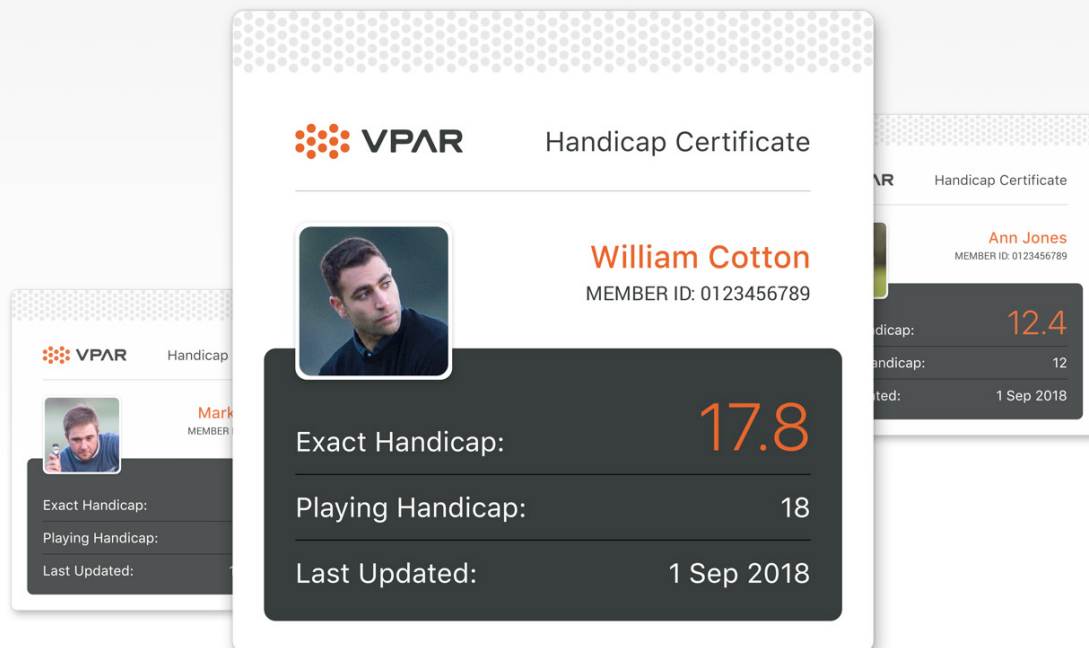 VPAR Handicap Certificate
William Cotton
MEMBER ID: 0123456789
Exact Handicap: 17.8
Playing Handicap: 18
Last Updated: 1 Sep 2018
VPAR Handicap
Mark
MEMBER
Exact Handicap:
Playing Handicap:
Last Updated:
Handicap Certificate
Ann Jones
MEMBER ID: 0123456789
12.4
12
1 Sep 2018